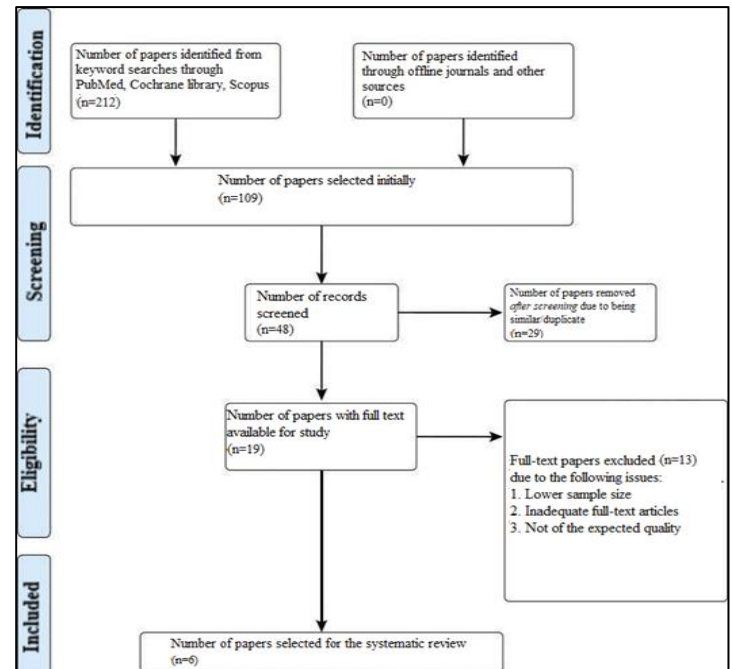 Identification
Number of papers identified from
keyword searches through
PubMed, Cochrane library, Scopus
(n=212)
Number of papers identified
through offline journals and other
sources
(n=0)
Screening
Number of papers selected initially
(n=109)
Number of records
screened
(n=48)
Number of papers removed
after screening due to being
similar/duplicate
(n=29)
Eligibility
Number of papers with full text
available for study
(n=19)
Full-text papers excluded (n=13)
due to the following issues:
1. Lower sample size
2. Inadequate full-text articles
3. Not of the expected quality
Included
Number of papers selected for the systematic review
(n=6)